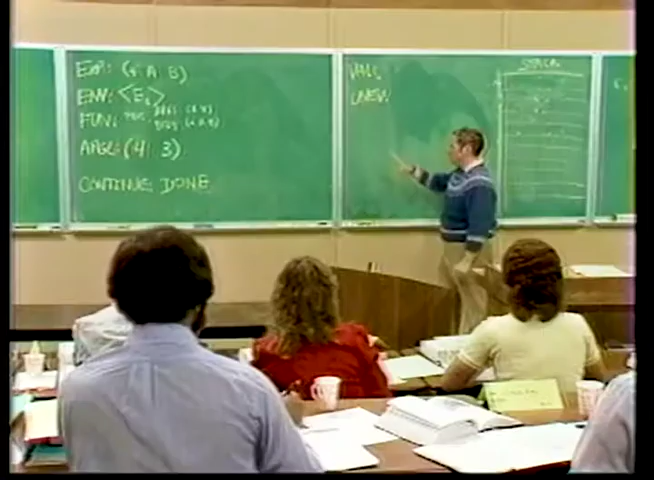 EXP: (+ A B)
ENV: <E₀>
FUN:
ARGL: (4 3)
CONTINUE DONE
VAL:
UNEV:
STACK